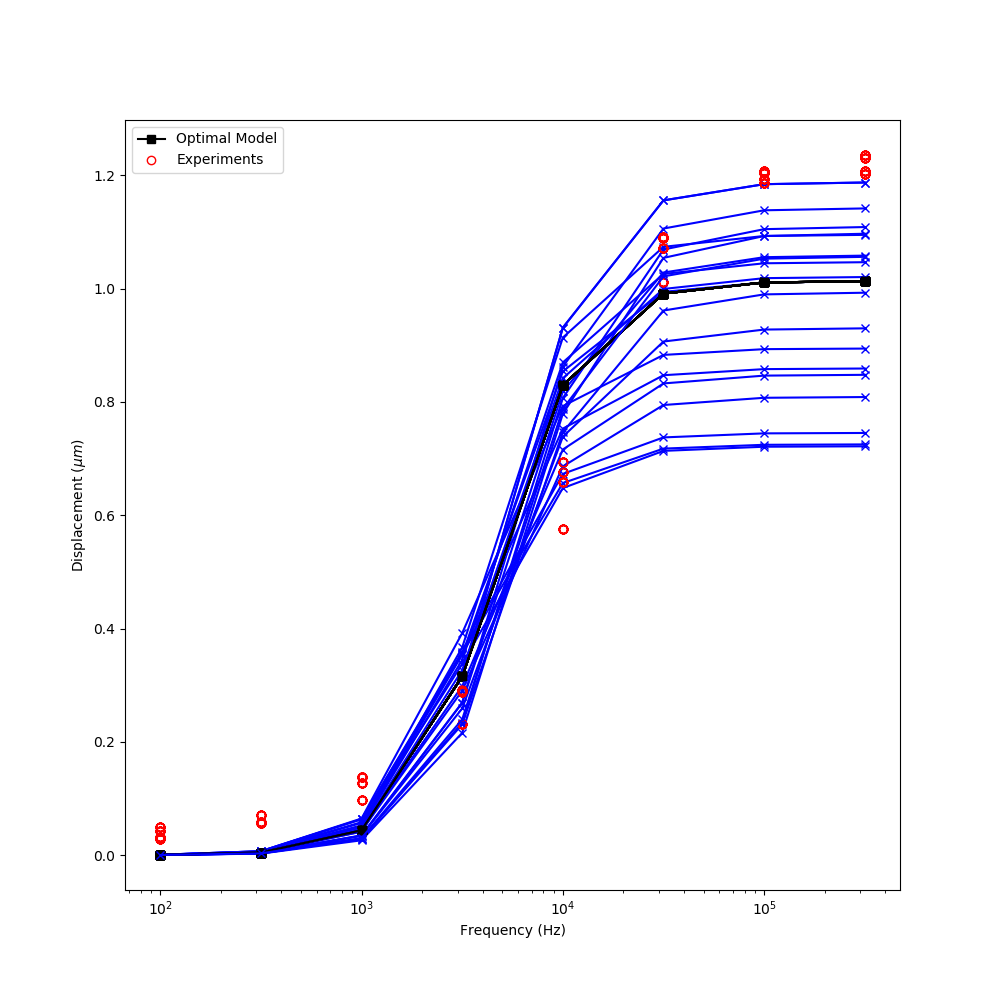 Optimal Model
Experiments
1.2
1.0
0.8
0.6
0.4
0.2
0.0
Displacement (μm)
10²
10³
10⁴
10⁵
Frequency (Hz)